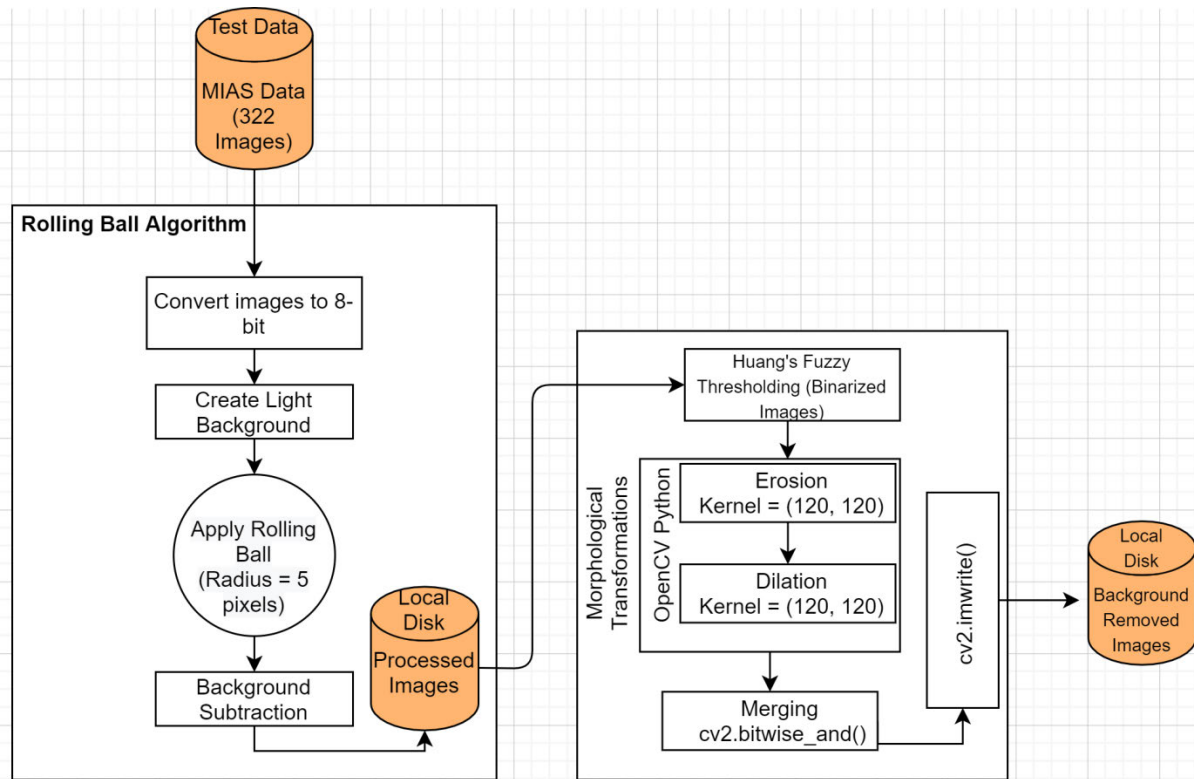 Test Data
MIAS Data
(322
Images)
Rolling Ball Algorithm
Convert images to 8-
bit
Create Light
Background
Apply Rolling
Ball
(Radius = 5
pixels)
Background
Subtraction
Local
Disk
Processed
Images
Huang's Fuzzy
Thresholding (Binarized
Images)
Morphological
Transformations
OpenCV Python
Erosion
Kernel = (120, 120)
Dilation
Kernel = (120, 120)
Merging
cv2.bitwise_and()
cv2.imwrite()
Local
Disk
Background
Removed
Images